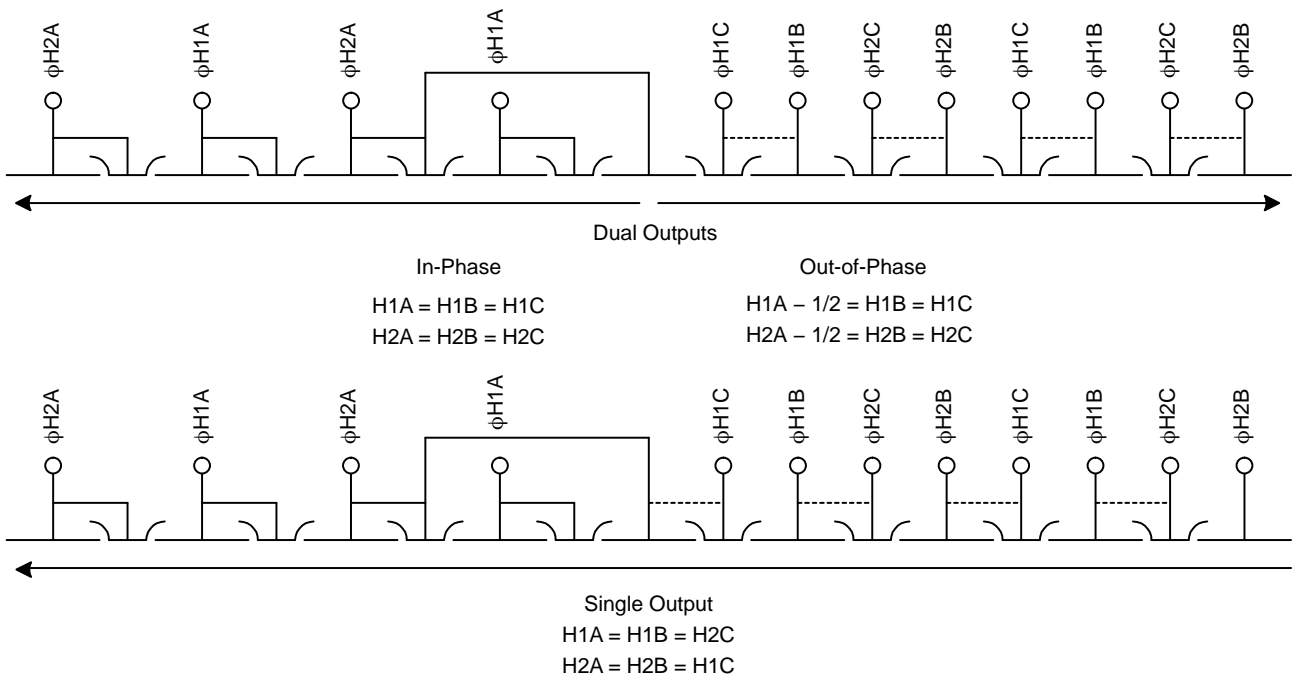 φH2A φH1A φH2A φH1A φH1C φH1B φH2C φH2B φH1C φH1B φH2C φH2B
Dual Outputs
In-Phase
H1A = H1B = H1C
H2A = H2B = H2C
Out-of-Phase
H1A − 1/2 = H1B = H1C
H2A − 1/2 = H2B = H2C
φH2A φH1A φH2A φH1A φH1C φH1B φH2C φH2B φH1C φH1B φH2C φH2B
Single Output
H1A = H1B = H2C
H2A = H2B = H1C